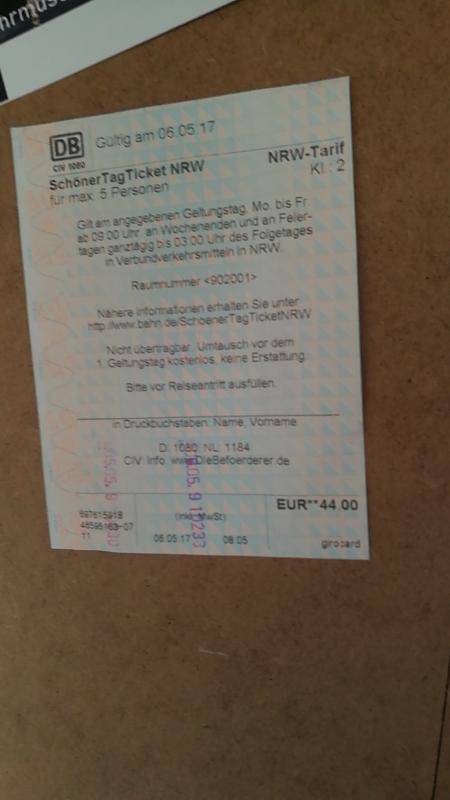 DB
Gültig am 06.05.17
CIV 1080
SchönerTagTicket NRW
NRW-Tarif
für max. 5 Personen
Kl.: 2
Gilt am angegebenen Geltungstag, Mo. bis Fr.
ab 09:00 Uhr an Wochenenden und an Feier-
tagen ganztägig bis 03:00 Uhr des Folgetages
in Verbundverkehrsmitteln in NRW.
Raumnummer <902001>
Nähere Informationen erhalten Sie unter
http://www.bahn.de/SchoenerTagTicketNRW
Nicht übertragbar. Umtausch vor dem
1. Geltungstag kostenlos, keine Erstattung.
Bitte vor Reiseantritt ausfüllen.
in Druckbuchstaben: Name, Vorname
D: 1080 NL: 1184
CIV: Info. www.DieBefoerderer.de
EUR**44.00
(inkl. MwSt)
11
06.05.17
08:05
girocard